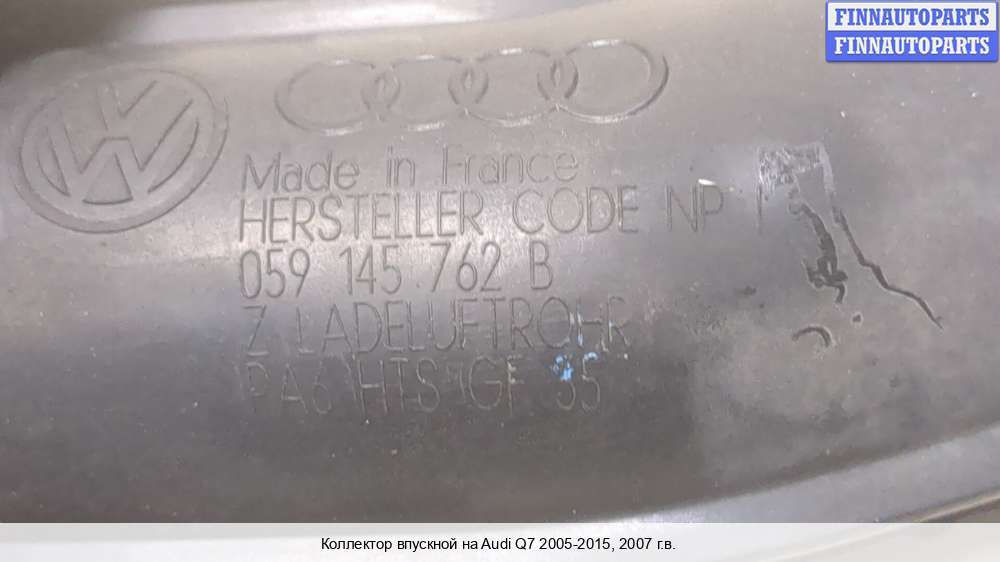 FINNAUTOPARTS
FINNAUTOPARTS
VW
Made in France
HERSTELLER CODE NP
059 145 762 B
Z LADELUFTROHR
PA6 HTS GF 35
Коллектор впускной на Audi Q7 2005-2015, 2007 г.в.